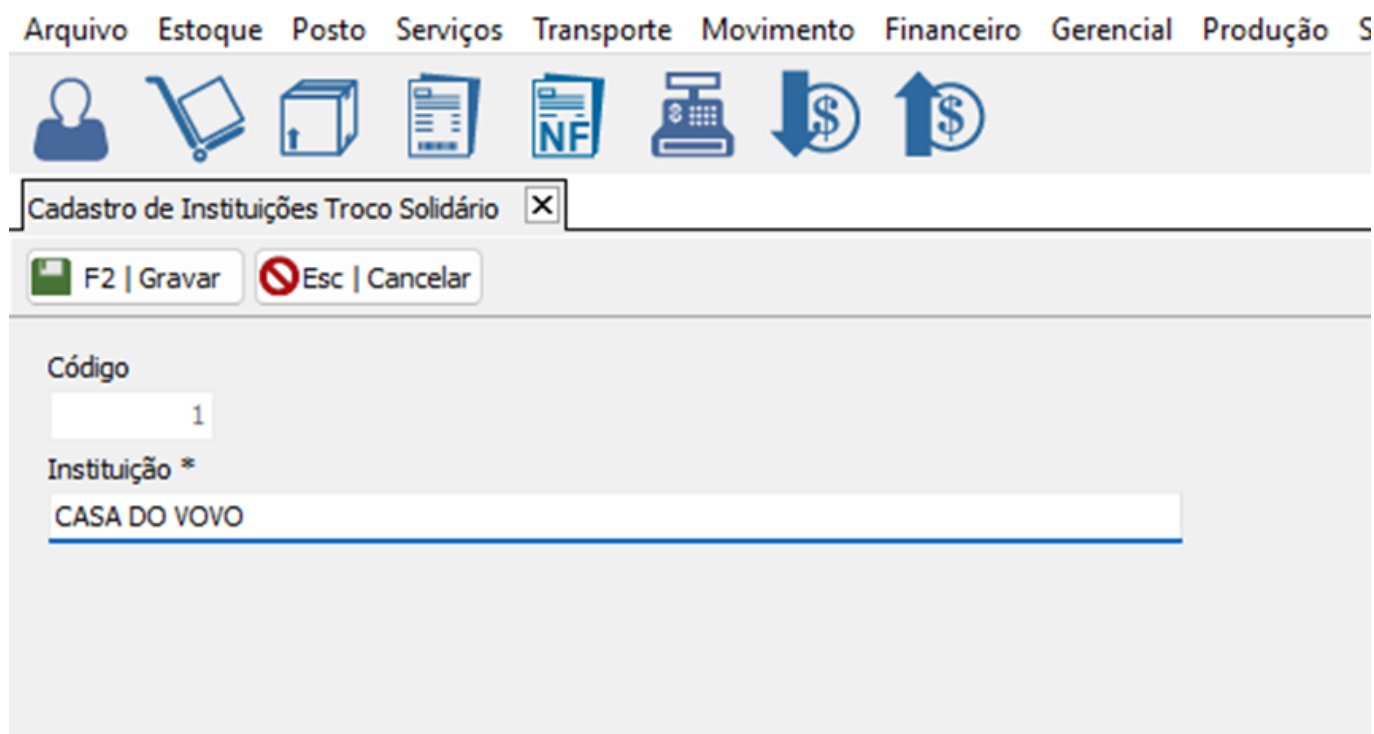 Arquivo Estoque Posto Serviços Transporte Movimento Financeiro Gerencial Produção S
NF
Cadastro de Instituições Troco Solidário
F2 | Gravar Esc | Cancelar
Código
1
Instituição *
CASA DO VOVO